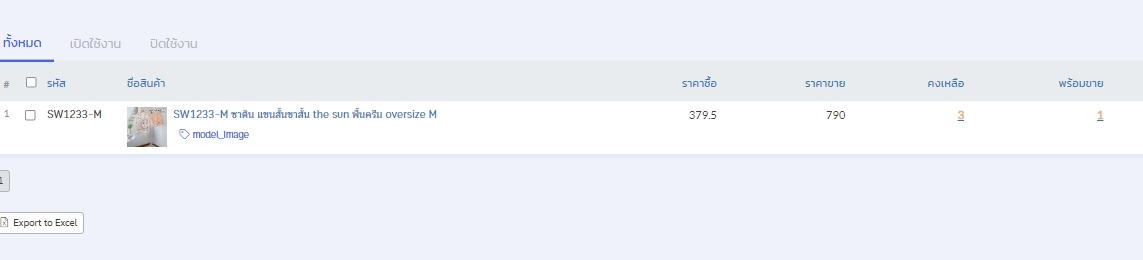 ทั้งหมด เปิดใช้งาน ปิดใช้งาน
# รหัส ชื่อสินค้า ราคาซื้อ ราคาขาย คงเหลือ พร้อมขาย
1 SW1233-M SW1233-M ซาติน แขนสั้นขาสั้น the sun พื้นครีม oversize M 379.5 790 3 1
model_image
1
Export to Excel